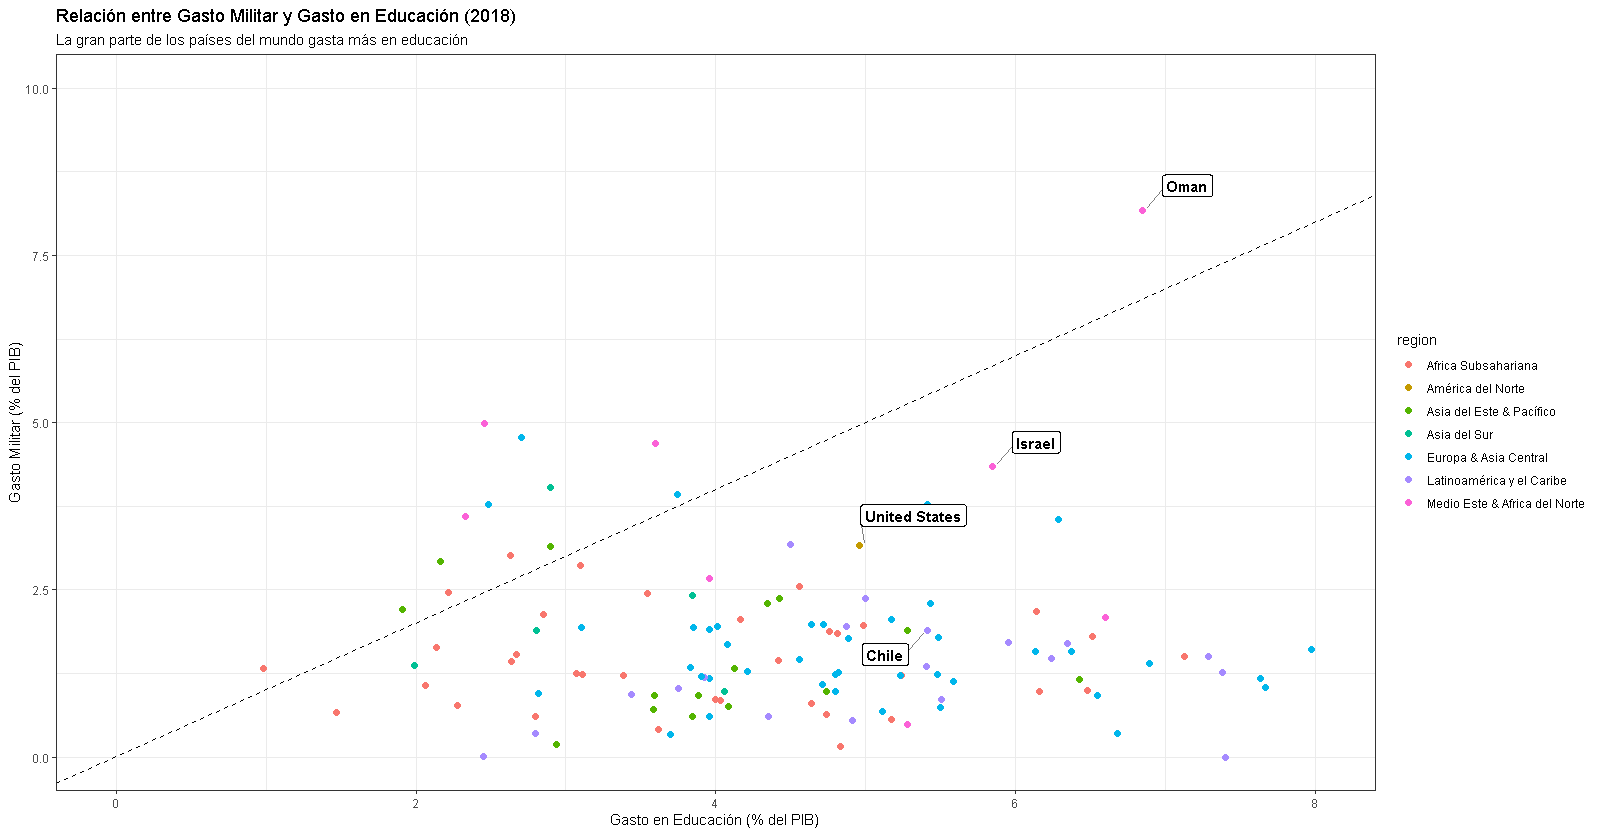 Relación entre Gasto Militar y Gasto en Educación (2018)
La gran parte de los países del mundo gasta más en educación
10.0
7.5
5.0
2.5
0.0
Gasto Militar (% del PIB)
Oman
Israel
United States
Chile
0
2
4
6
8
Gasto en Educación (% del PIB)
region
Africa Subsahariana
América del Norte
Asia del Este & Pacífico
Asia del Sur
Europa & Asia Central
Latinoamérica y el Caribe
Medio Este & Africa del Norte